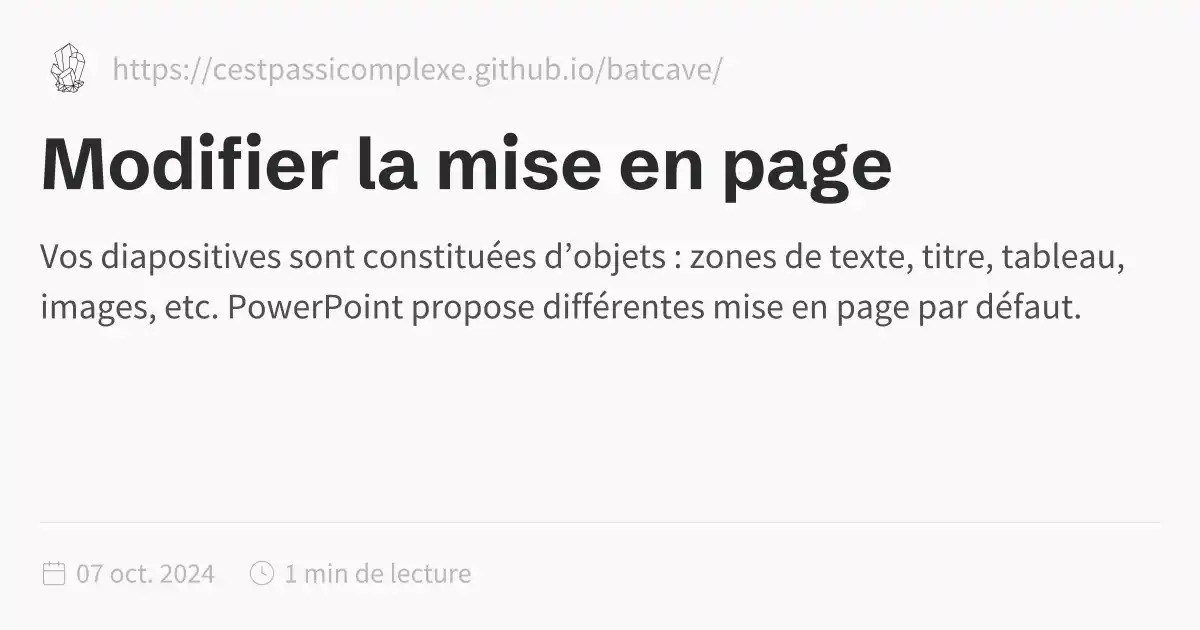 https://cestpassicomplexe.github.io/batcave/
Modifier la mise en page
Vos diapositives sont constituées d’objets : zones de texte, titre, tableau,
images, etc. PowerPoint propose différentes mise en page par défaut.
07 oct. 2024
1 min de lecture